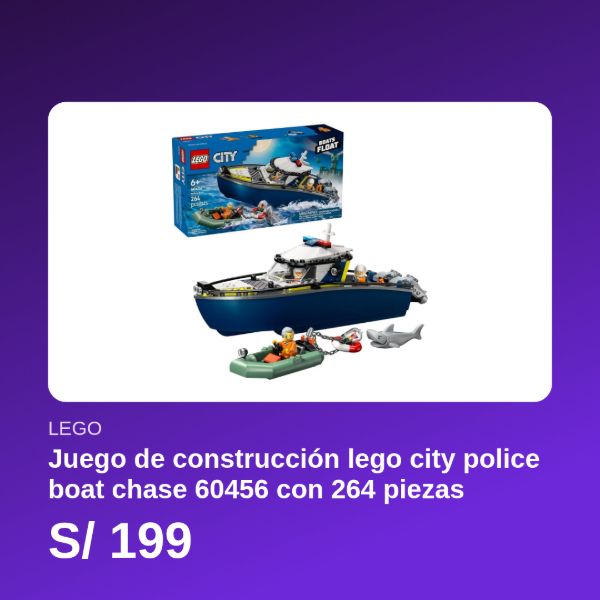 LEGO CITY
BOATS FLOAT
6+
264
LEGO
Juego de construcción lego city police
boat chase 60456 con 264 piezas
S/ 199